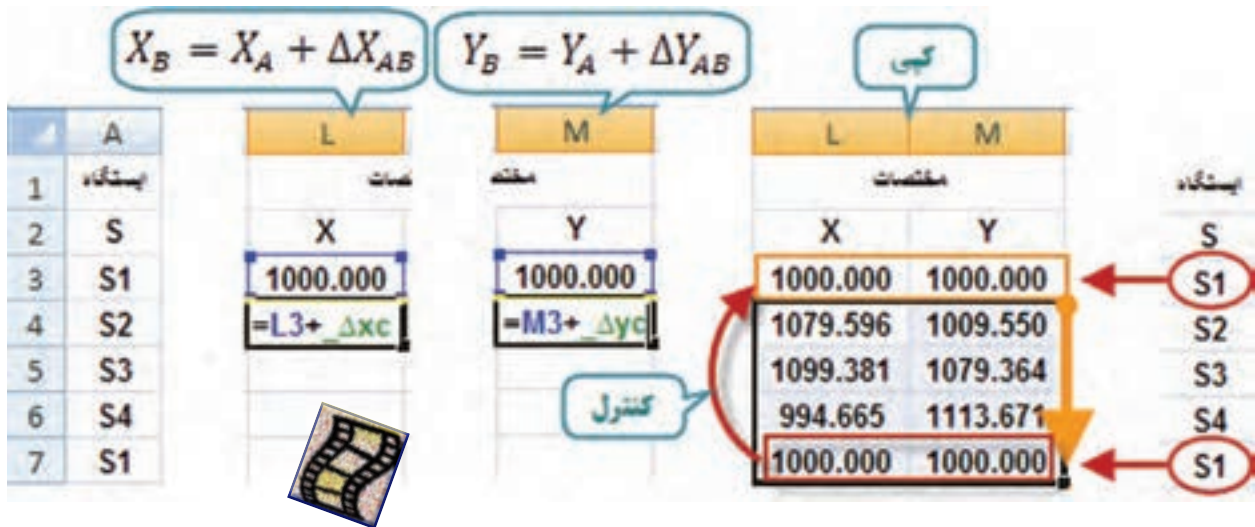 X_B = X_A + ΔX_AB
Y_B = Y_A + ΔY_AB
کپی
A L M L M
1 ایستگاه تصات مخت مختصات ایستگاه
2 S X Y X Y S
3 S1 1000.000 1000.000 1000.000 1000.000 S1
4 S2 =L3+_Δxc =M3+_Δyc 1079.596 1009.550 S2
5 S3 1099.381 1079.364 S3
6 S4 994.665 1113.671 S4
7 S1 1000.000 1000.000 S1
کنترل